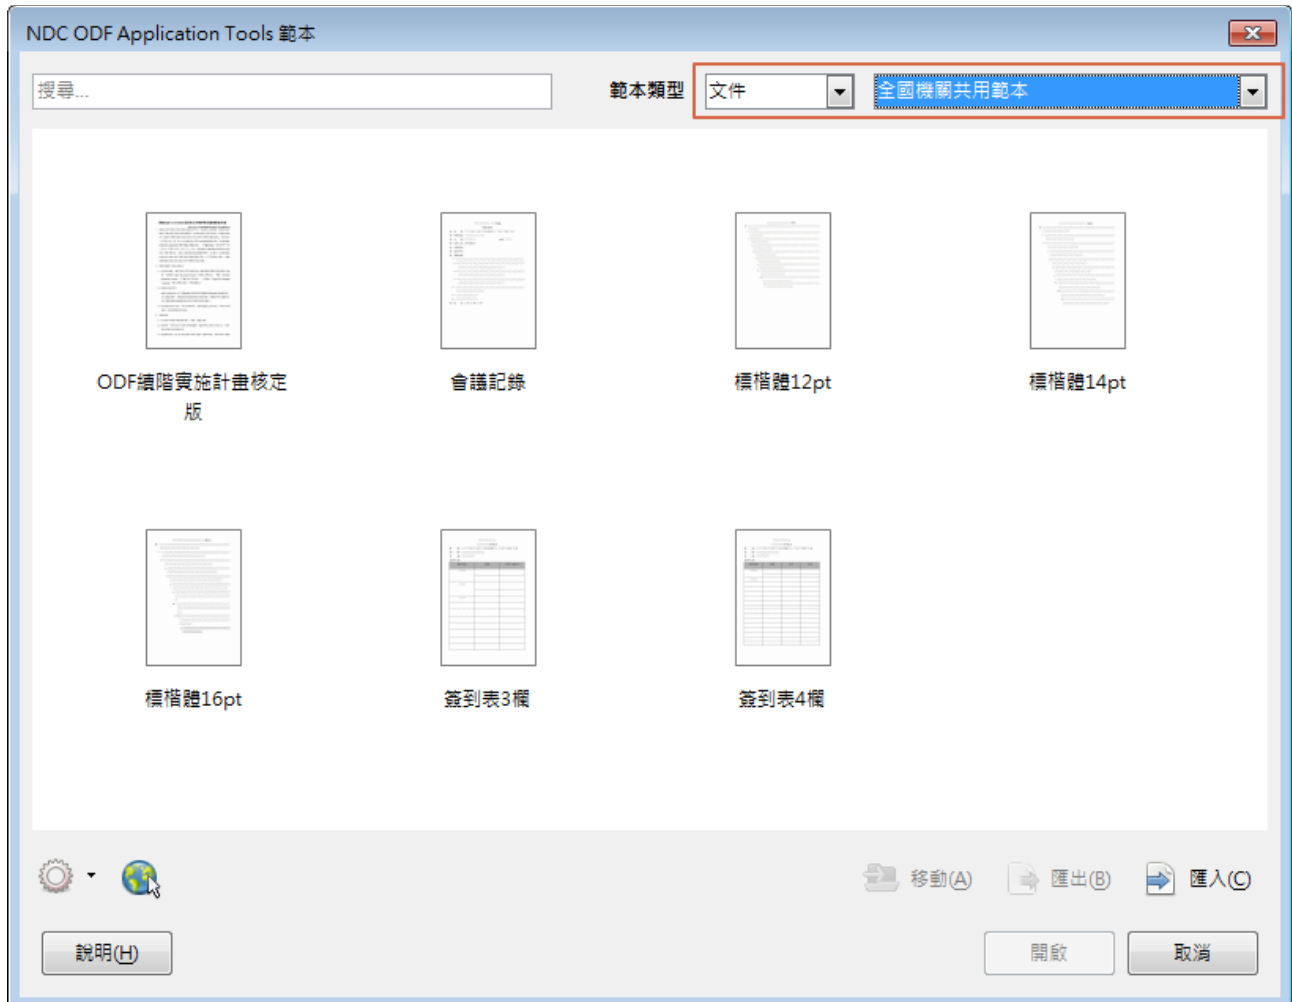 NDC ODF Application Tools 範本
搜尋...
範本類型
文件
全國機關共用範本
ODF續階實施計畫核定
版
會議記錄
標楷體12pt
標楷體14pt
標楷體16pt
簽到表3欄
簽到表4欄
移動(A)
匯出(B)
匯入(C)
說明(H)
開啟
取消